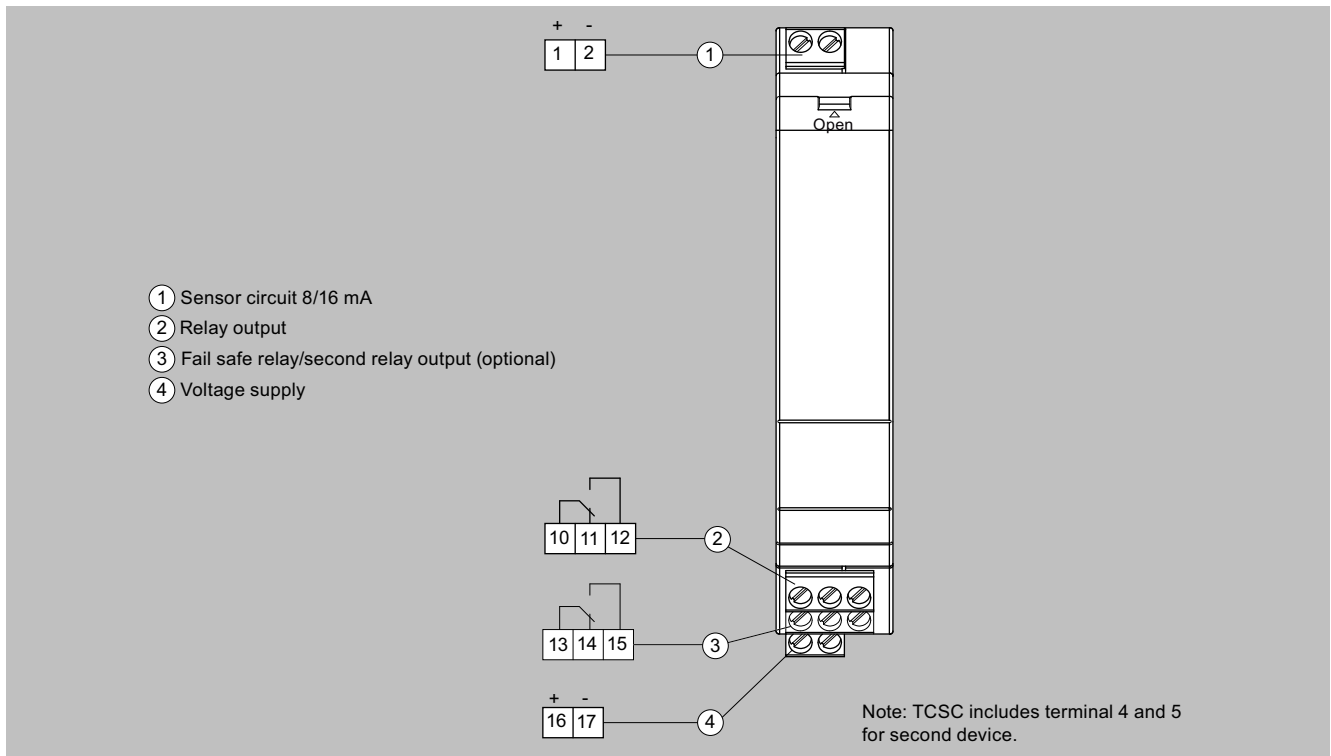 + -
1 2
1
Open
1 Sensor circuit 8/16 mA
2 Relay output
3 Fail safe relay/second relay output (optional)
4 Voltage supply
10 11 12
2
13 14 15
3
+ -
16 17
4
Note: TCSC includes terminal 4 and 5
for second device.